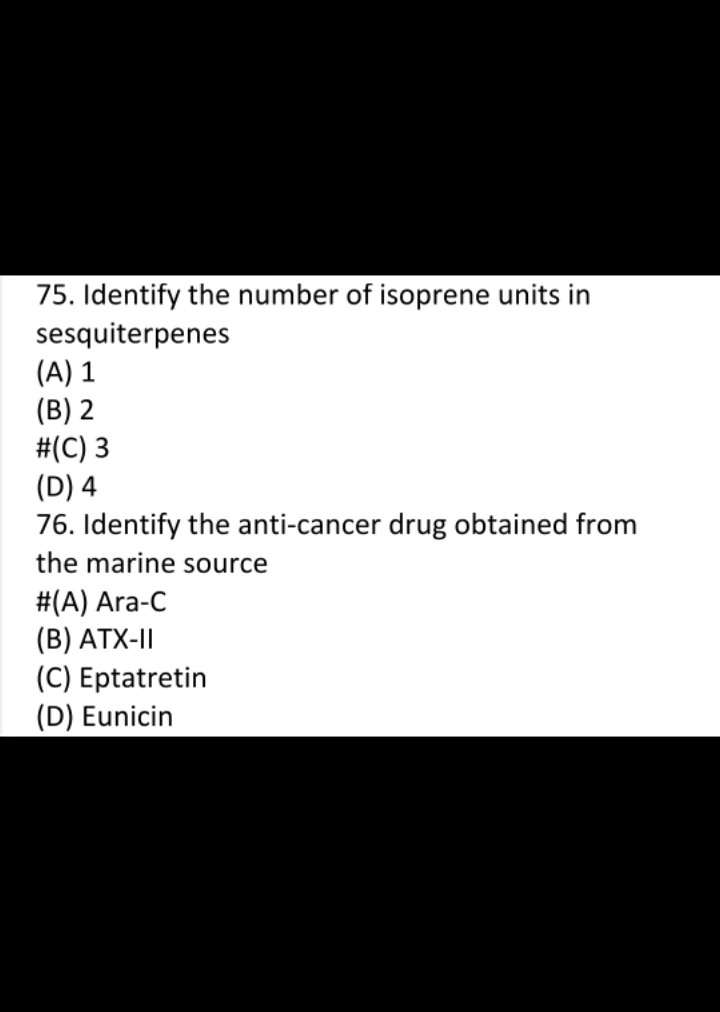 75. Identify the number of isoprene units in
sesquiterpenes
(A) 1
(B) 2
#(C) 3
(D) 4
76. Identify the anti-cancer drug obtained from
the marine source
#(A) Ara-C
(B) ATX-II
(C) Eptatretin
(D) Eunicin